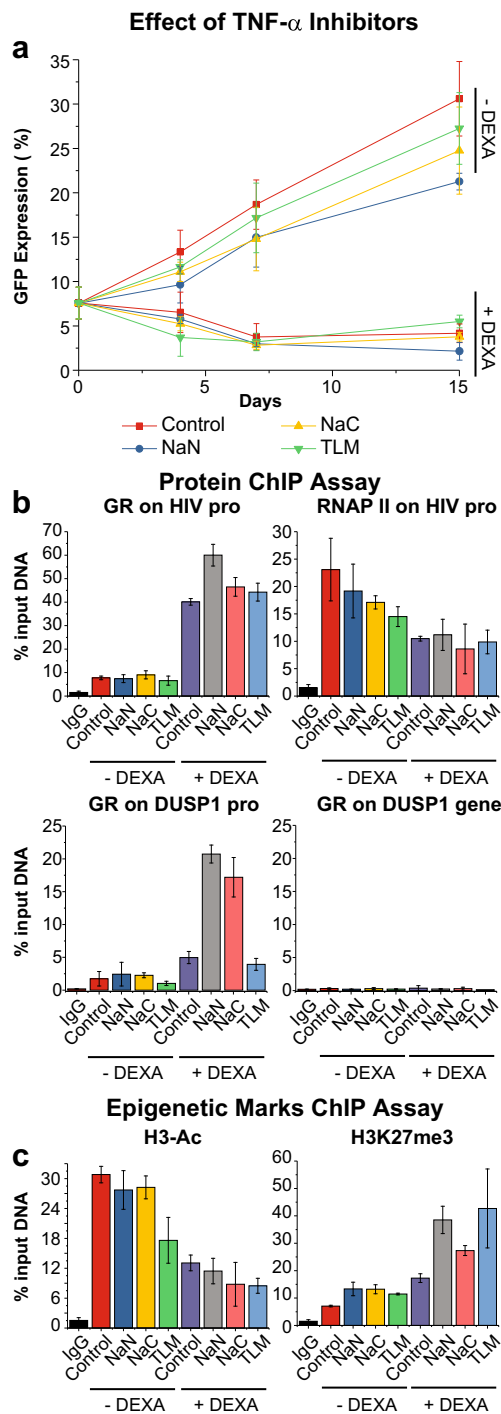 Effect of TNF-α Inhibitors
a
GFP Expression ( %)
35
30
25
20
15
10
5
0
0 5 10 15
Days
- DEXA
+ DEXA
Control NaC
NaN TLM
Protein ChIP Assay
b
GR on HIV pro
% input DNA
70
60
50
40
30
20
10
0
IgG Control NaN NaC TLM Control NaN NaC TLM
- DEXA + DEXA
RNAP II on HIV pro
30
25
20
15
10
5
0
IgG Control NaN NaC TLM Control NaN NaC TLM
- DEXA + DEXA
GR on DUSP1 pro
% input DNA
25
20
15
10
5
0
IgG Control NaN NaC TLM Control NaN NaC TLM
- DEXA + DEXA
GR on DUSP1 gene
25
20
15
10
5
0
IgG Control NaN NaC TLM Control NaN NaC TLM
- DEXA + DEXA
Epigenetic Marks ChIP Assay
c
H3-Ac
% input DNA
30
24
18
12
6
0
IgG Control NaN NaC TLM Control NaN NaC TLM
- DEXA + DEXA
H3K27me3
60
50
40
30
20
10
0
IgG Control NaN NaC TLM Control NaN NaC TLM
- DEXA + DEXA